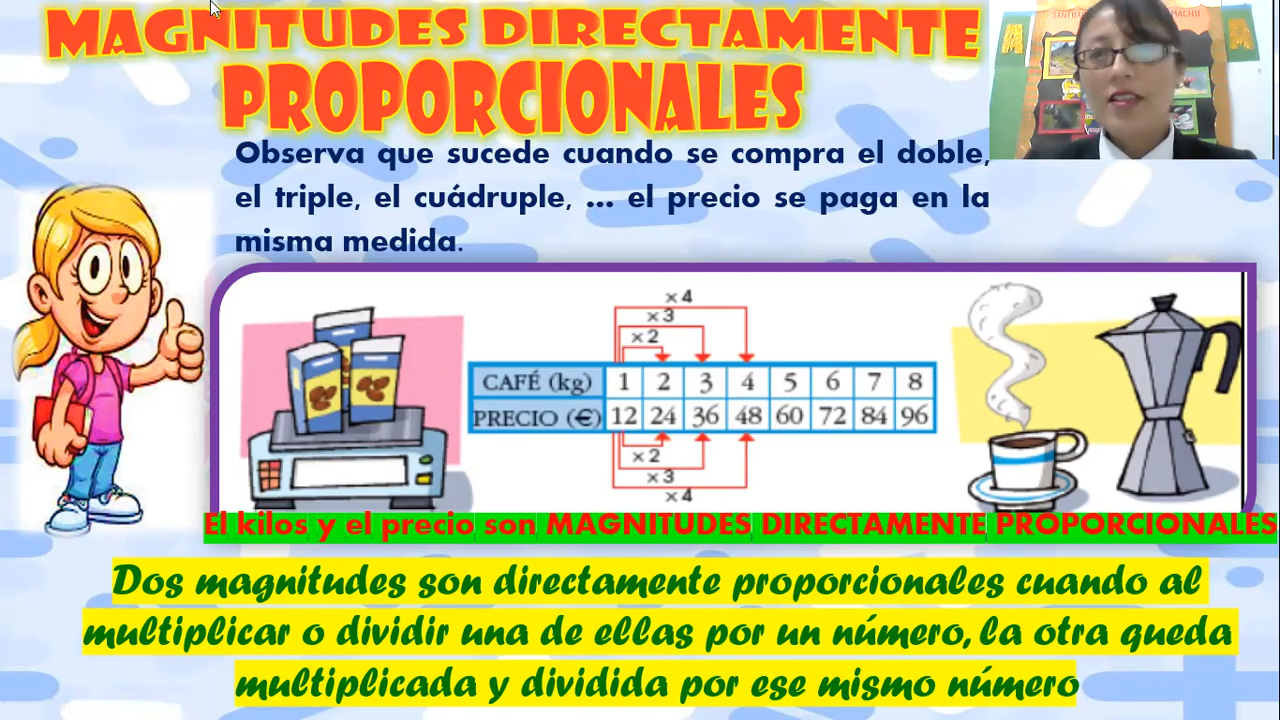 MAGNITUDES DIRECTAMENTE
PROPORCIONALES
Observa que sucede cuando se compra el doble,
el triple, el cuádruple, ... el precio se paga en la
misma medida.
× 4
× 3
× 2
CAFÉ (kg) 1 2 3 4 5 6 7 8
PRECIO (€) 12 24 36 48 60 72 84 96
× 2
× 3
× 4
El kilos y el precio son MAGNITUDES DIRECTAMENTE PROPORCIONALES
Dos magnitudes son directamente proporcionales cuando al
multiplicar o dividir una de ellas por un número, la otra queda
multiplicada y dividida por ese mismo número